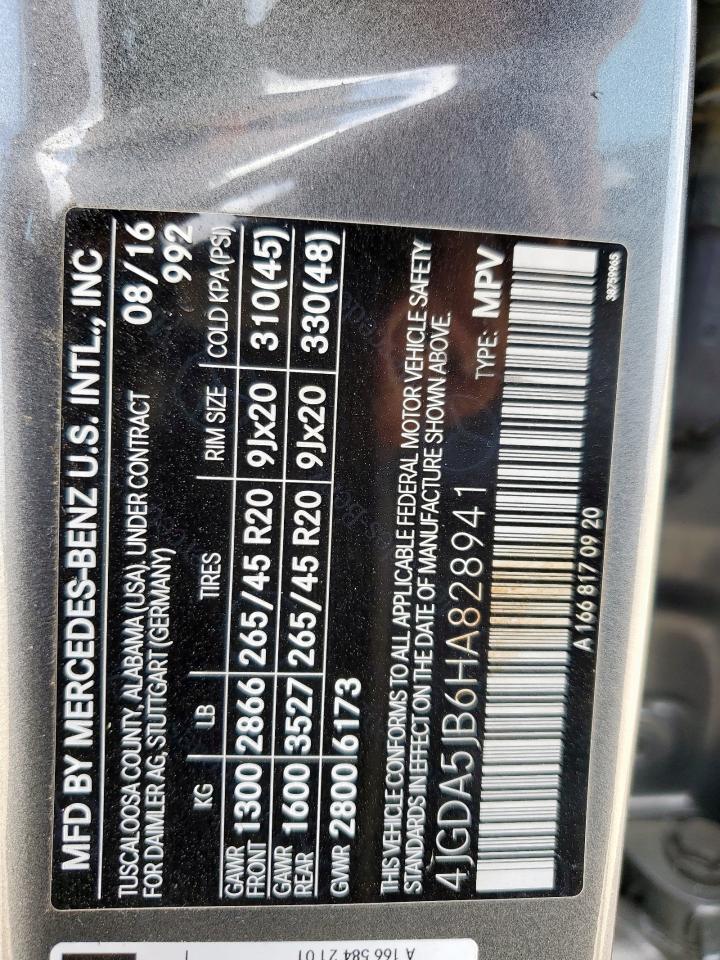 MFD BY MERCEDES-BENZ U.S. INTL., INC
TUSCALOOSA COUNTY, ALABAMA (USA), UNDER CONTRACT 08/16
FOR DAIMLER AG, STUTTGART (GERMANY) 992
KG LB TIRES RIM SIZE COLD KPA(PSI)
GAWR FRONT 1300 2866 265/45 R20 9Jx20 310(45)
GAWR REAR 1600 3527 265/45 R20 9Jx20 330(48)
GVWR 2800 6173
THIS VEHICLE CONFORMS TO ALL APPLICABLE FEDERAL MOTOR VEHICLE SAFETY
STANDARDS IN EFFECT ON THE DATE OF MANUFACTURE SHOWN ABOVE.
4JGDA5JB6HA828941 TYPE: MPV
A 166 817 09 20
38759965
A 166 584 21 01